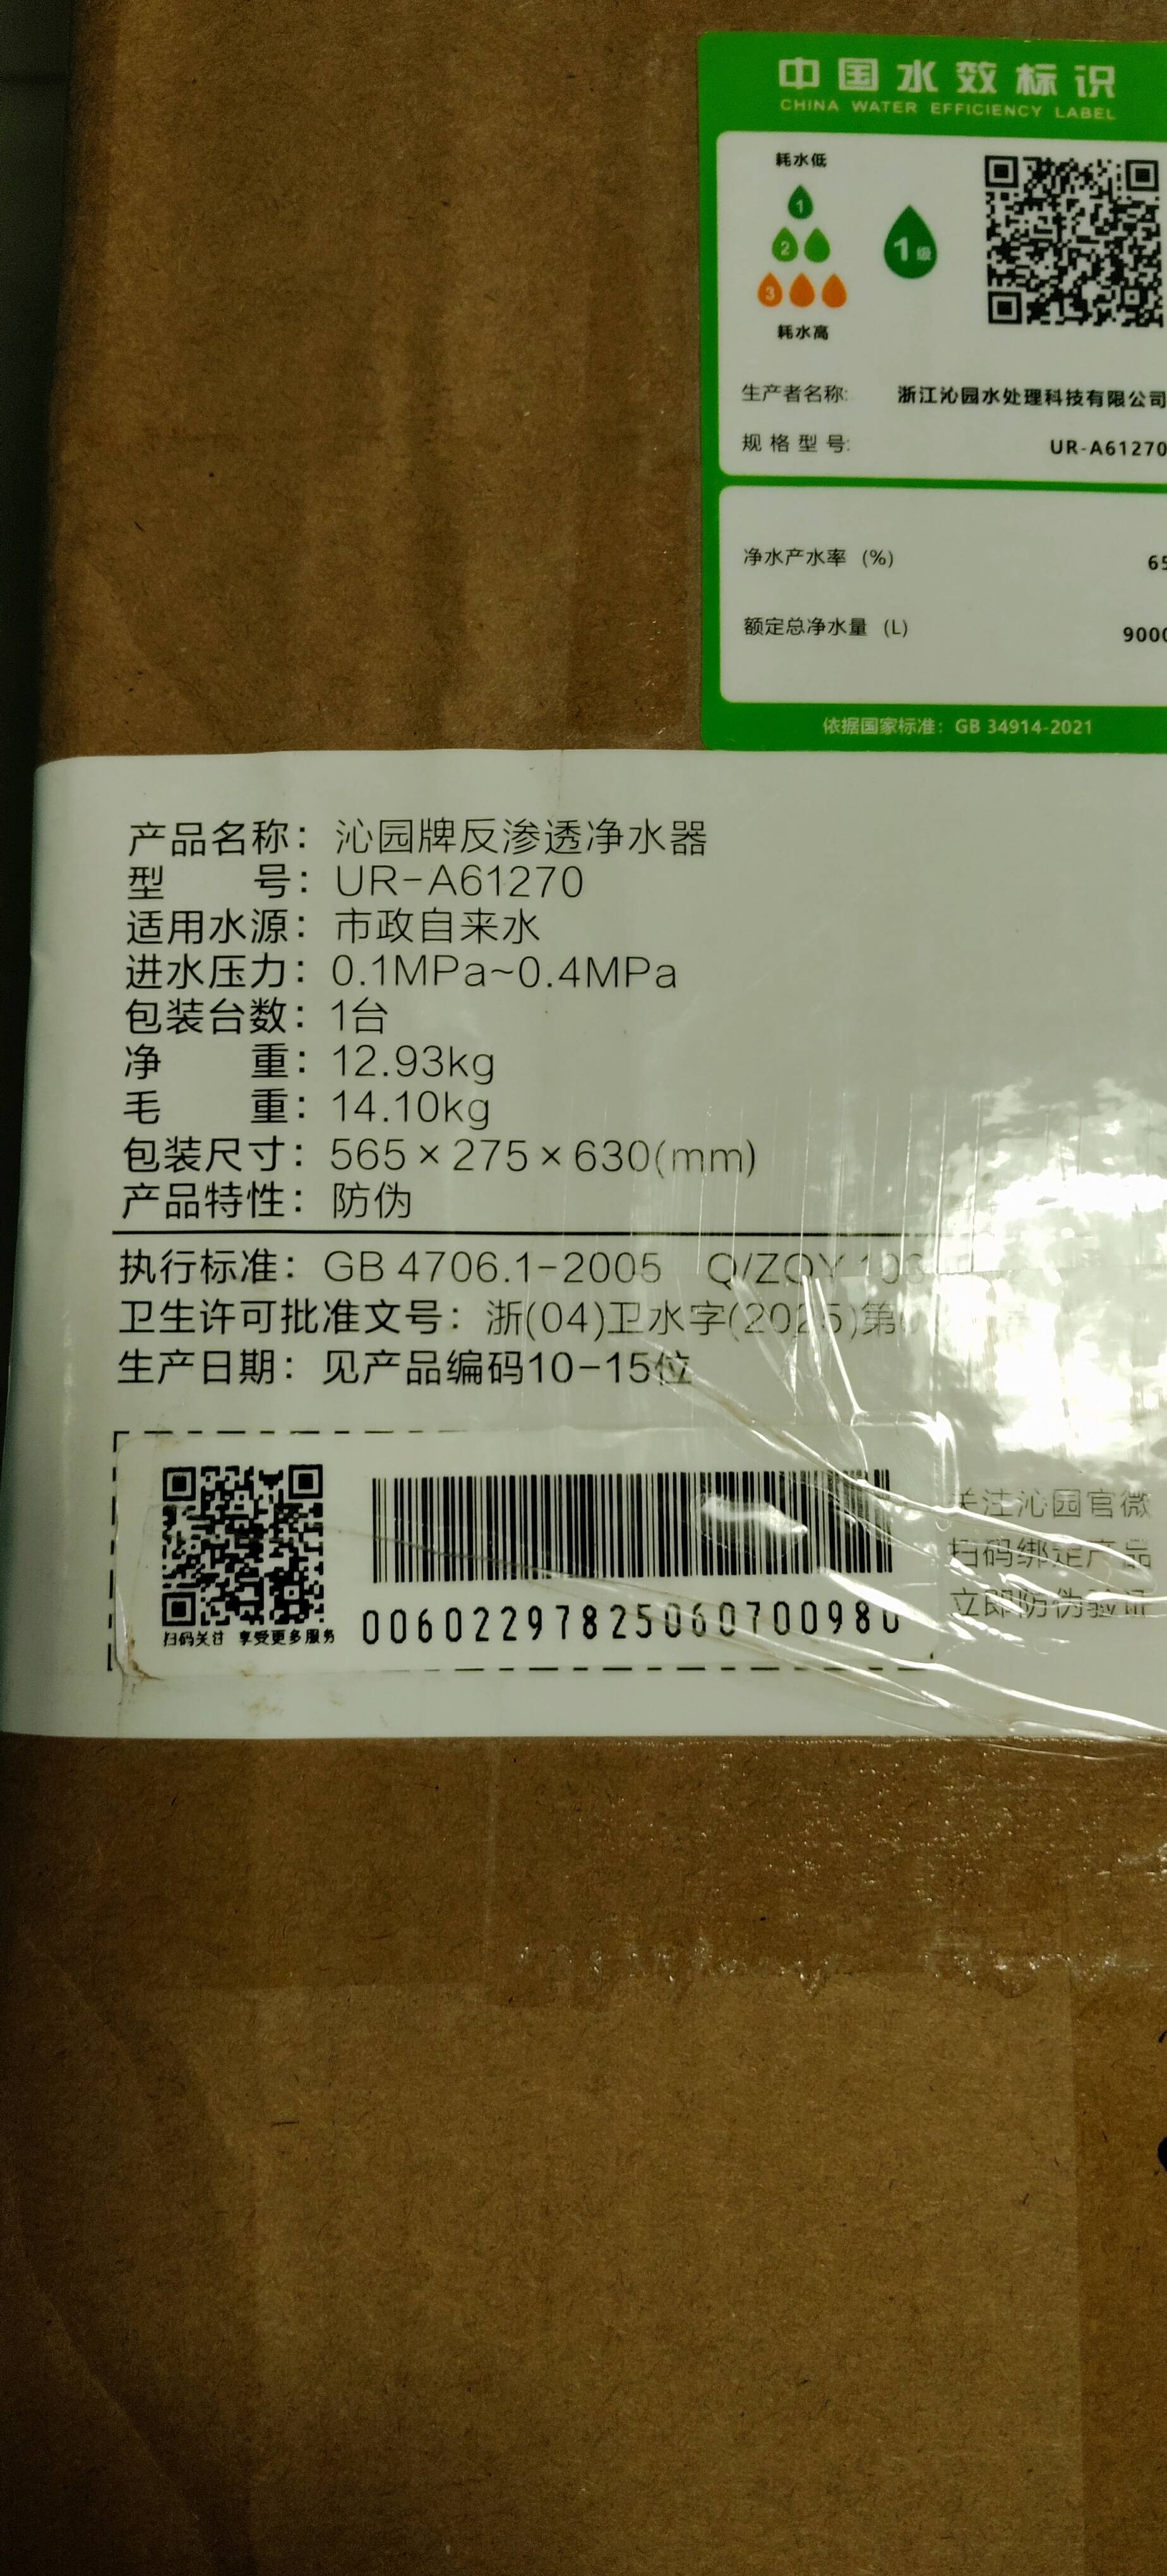 中国水效标识
CHINA WATER EFFICIENCY LABEL
耗水低
1
2
3
耗水高
1级
生产者名称: 浙江沁园水处理科技有限公司
规格型号: UR-A61270
净水产水率 (%) 65
额定总净水量 (L) 9000
依据国家标准：GB 34914-2021
产品名称：沁园牌反渗透净水器
型 号：UR-A61270
适用水源：市政自来水
进水压力：0.1MPa~0.4MPa
包装台数：1台
净 重：12.93kg
毛 重：14.10kg
包装尺寸：565×275×630(mm)
产品特性：防伪
执行标准：GB 4706.1-2005 Q/ZQY 103
卫生许可批准文号：浙(04)卫水字(2025)第
生产日期：见产品编码10-15位
扫码关注 享受更多服务
00602297825060700980
关注沁园官微
扫码绑定产品
立即防伪验证